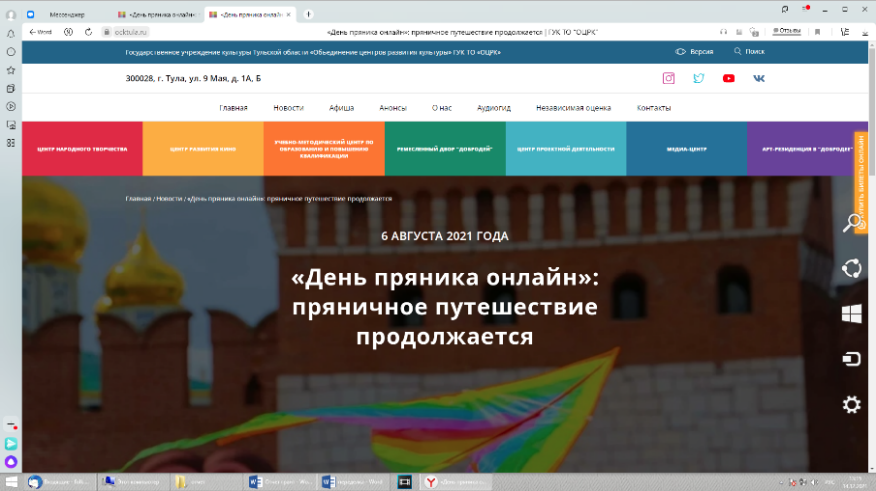 Мессенджер
«День пряника онлайн»:
«День пряника онлай
Word
ocktula.ru
«День пряника онлайн»: пряничное путешествие продолжается | ГУК ТО "ОЦРК"
Отзывы
Государственное учреждение культуры Тульской области «Объединение центров развития культуры» ГУК ТО «ОЦРК»
Версия
Поиск
300028, г. Тула, ул. 9 Мая, д. 1А, Б
Главная Новости Афиша Анонсы О нас Аудиогид Независимая оценка Контакты
ЦЕНТР НАРОДНОГО ТВОРЧЕСТВА
ЦЕНТР РАЗВИТИЯ КИНО
УЧЕБНО-МЕТОДИЧЕСКИЙ ЦЕНТР ПО
ОБРАЗОВАНИЮ И ПОВЫШЕНИЮ
КВАЛИФИКАЦИИ
РЕМЕСЛЕННЫЙ ДВОР "ДОБРОДЕЙ"
ЦЕНТР ПРОЕКТНОЙ ДЕЯТЕЛЬНОСТИ
МЕДИА-ЦЕНТР
АРТ-РЕЗИДЕНЦИЯ В "ДОБРОДЕЕ"
КУПИТЬ БИЛЕТЫ ОНЛАЙН
Главная / Новости / «День пряника онлайн»: пряничное путешествие продолжается
6 АВГУСТА 2021 ГОДА
«День пряника онлайн»:
пряничное путешествие
продолжается
Входящие
Этот компьютер
Word
Word
«День пряника о